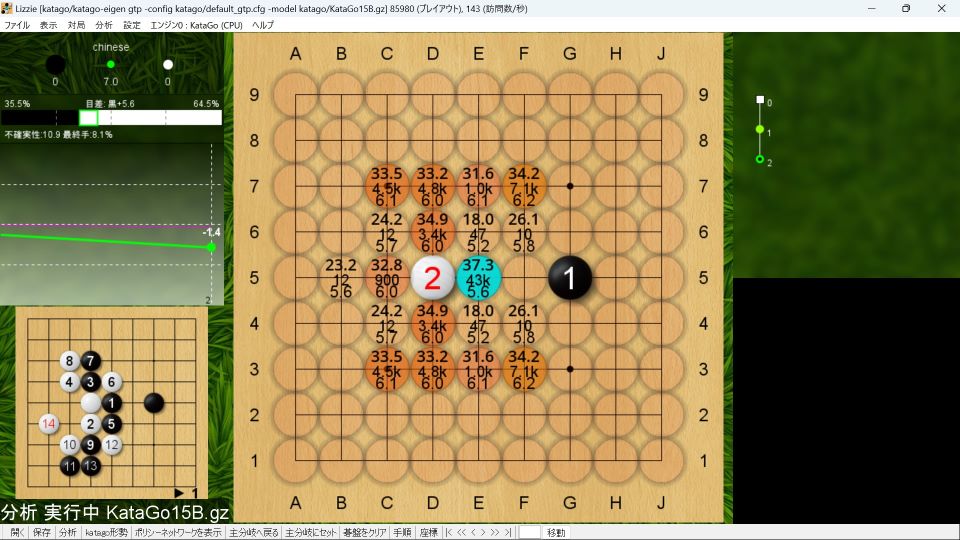 Lizzie [katago/katago-eigen gtp -config katago/default_gtp.cfg -model katago/KataGo15B.gz] 85980 (プレイアウト), 143 (訪問数/秒)
ファイル 表示 対局 分析 設定 エンジン0 : KataGo (CPU) ヘルプ
chinese
0 7.0 0
35.5% 目差: 黒+5.6 64.5%
不確実性:10.9 最終手:8.1%
-1.4
2
A B C D E F G H J
9 9
8 8
7 33.5 33.2 31.6 34.2 7
4.5k 4.8k 1.0k 7.1k
6.1 6.0 6.1 6.2
6 24.2 34.9 18.0 26.1 6
12 3.4k 47 10
5.7 6.0 5.2 5.8
5 23.2 32.8 2 37.3 1 5
12 900 43k
5.6 6.0 5.6
4 24.2 34.9 18.0 26.1 4
12 3.4k 47 10
5.7 6.0 5.2 5.8
3 33.5 33.2 31.6 34.2 3
4.5k 4.8k 1.0k 7.1k
6.1 6.0 6.1 6.2
2 2
1 1
A B C D E F G H J
0
1
2
8 7
4 3 6
1
14 2 5
10 9 12
11 13
▶ 1
分析 実行中 KataGo15B.gz
開く 保存 分析 katago形勢 ポリシーネットワークを表示 主分岐へ戻る 主分岐にセット 碁盤をクリア 手順 座標 |< << < > >> >| 移動